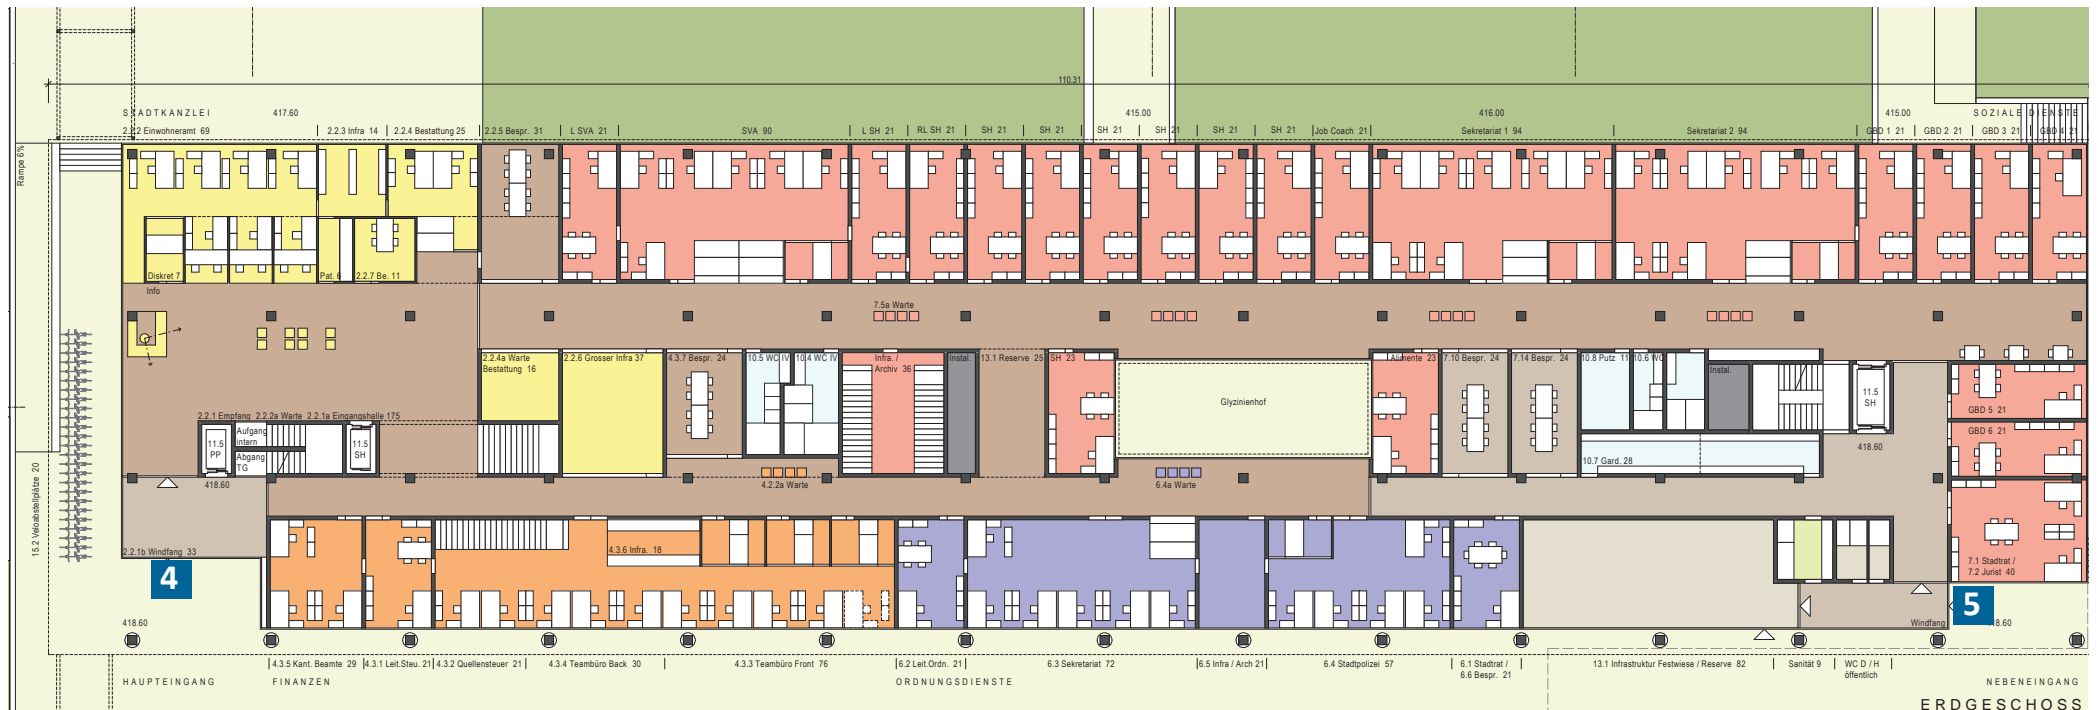 110.31
STADTKANZLEI
417.60
415.00
416.00
415.00
SOZIALE DIENSTE
2.2.2 Einwohneramt 69
2.2.3 Infra 14
2.2.4 Bestattung 25
2.2.5 Bespr. 31
L SVA 21
SVA 90
L SH 21
RL SH 21
SH 21
SH 21
SH 21
SH 21
SH 21
SH 21
Job Coach 21
Sekretariat 1 94
Sekretariat 2 94
GBD 1 21
GBD 2 21
GBD 3 21
GBD 4 21
Rampe 6%
Diskret 7
Pat. 6
2.2.7 Be. 11
Info
7.5a Warte
2.2.4a Warte
Bestattung 16
2.2.6 Grosser Infra 37
4.3.7 Bespr. 24
10.5 WC IV
10.4 WC IV
Infra. /
Archiv 36
Instal.
13.1 Reserve 25
SH 23
Glyzinienhof
Alimente 23
7.10 Bespr. 24
7.14 Bespr. 24
10.8 Putz 11
10.6 WC
Instal.
11.5
SH
GBD 5 21
GBD 6 21
2.2.1 Empfang 2.2.2a Warte 2.2.1a Eingangshalle 175
11.5
PP
Aufgang
intern
Abgang
TG
11.5
SH
418.60
10.7 Gard. 28
418.60
4.2.2a Warte
6.4a Warte
15.2 Veloabstellplätze 20
2.2.1b Windfang 33
4.3.6 Infra. 18
7.1 Stadtrat /
7.2 Jurist 40
4
5
418.60
Windfang
18.60
4.3.5 Kant. Beamte 29
4.3.1 Leit.Steu. 21
4.3.2 Quellensteuer 21
4.3.4 Teambüro Back 30
4.3.3 Teambüro Front 76
6.2 Leit.Ordn. 21
6.3 Sekretariat 72
6.5 Infra / Arch 21
6.4 Stadtpolizei 57
6.1 Stadtrat /
6.6 Bespr. 21
13.1 Infrastruktur Festwiese / Reserve 82
Sanität 9
WC D / H
öffentlich
HAUPTEINGANG
FINANZEN
ORDNUNGSDIENSTE
NEBENEINGANG
ERDGESCHOSS